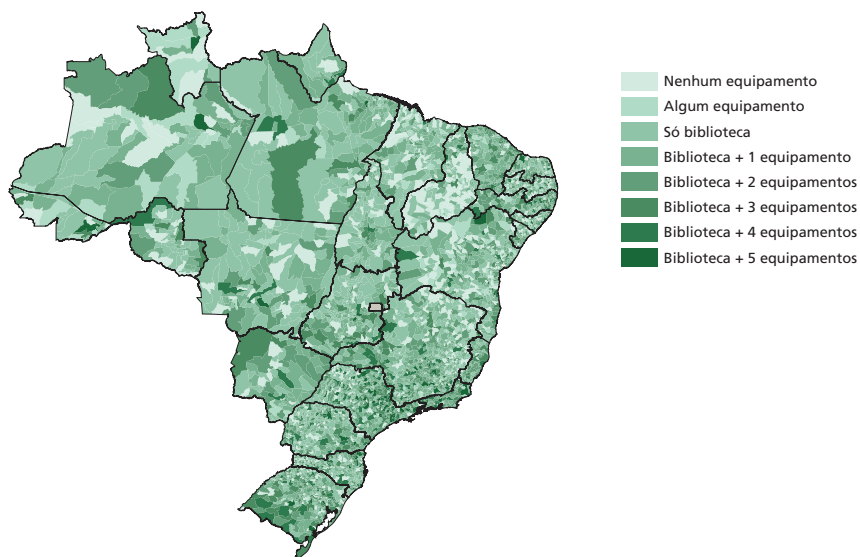 Nenhum equipamento
Algum equipamento
Só biblioteca
Biblioteca + 1 equipamento
Biblioteca + 2 equipamentos
Biblioteca + 3 equipamentos
Biblioteca + 4 equipamentos
Biblioteca + 5 equipamentos